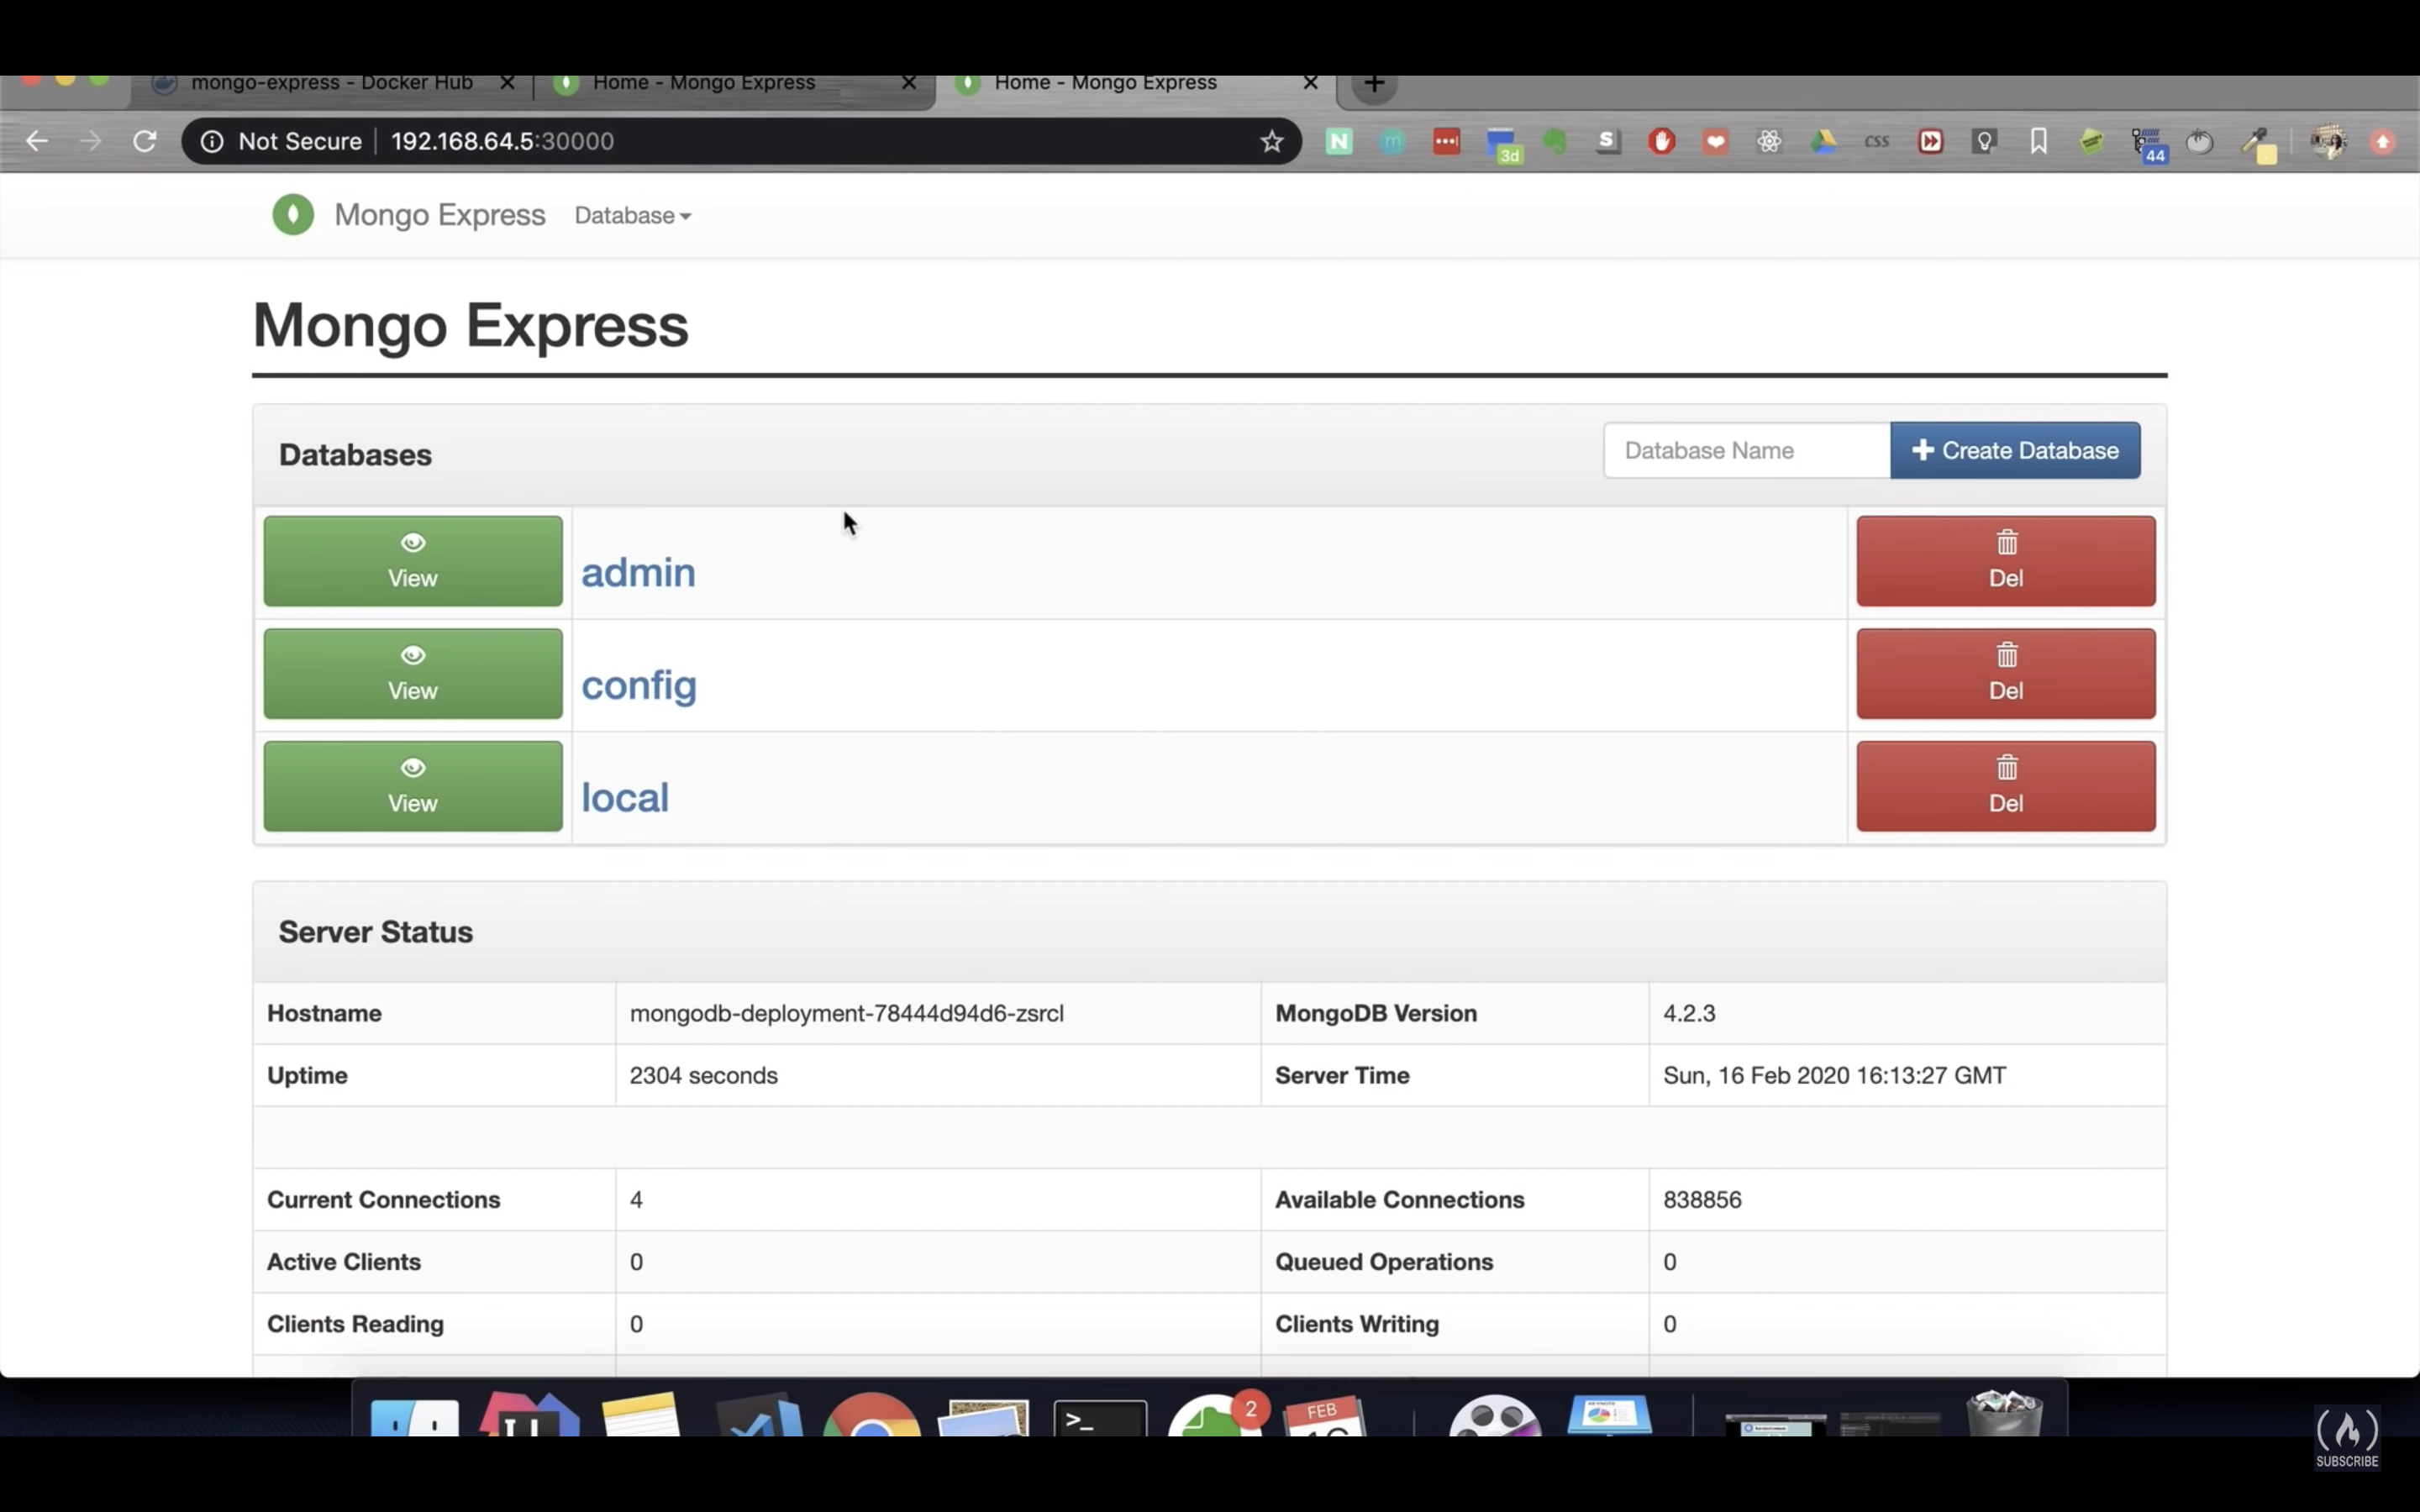 mongo-express - Docker Hub
Home - Mongo Express
Home - Mongo Express
Not Secure 192.168.64.5:30000
N m S 3d css 44
Mongo Express Database
Mongo Express
Databases
Database Name
Create Database
View admin Del
View config Del
View local Del
Server Status
Hostname mongodb-deployment-78444d94d6-zsrcl MongoDB Version 4.2.3
Uptime 2304 seconds Server Time Sun, 16 Feb 2020 16:13:27 GMT
Current Connections 4 Available Connections 838856
Active Clients 0 Queued Operations 0
Clients Reading 0 Clients Writing 0
>_ 2 FEB
SUBSCRIBE